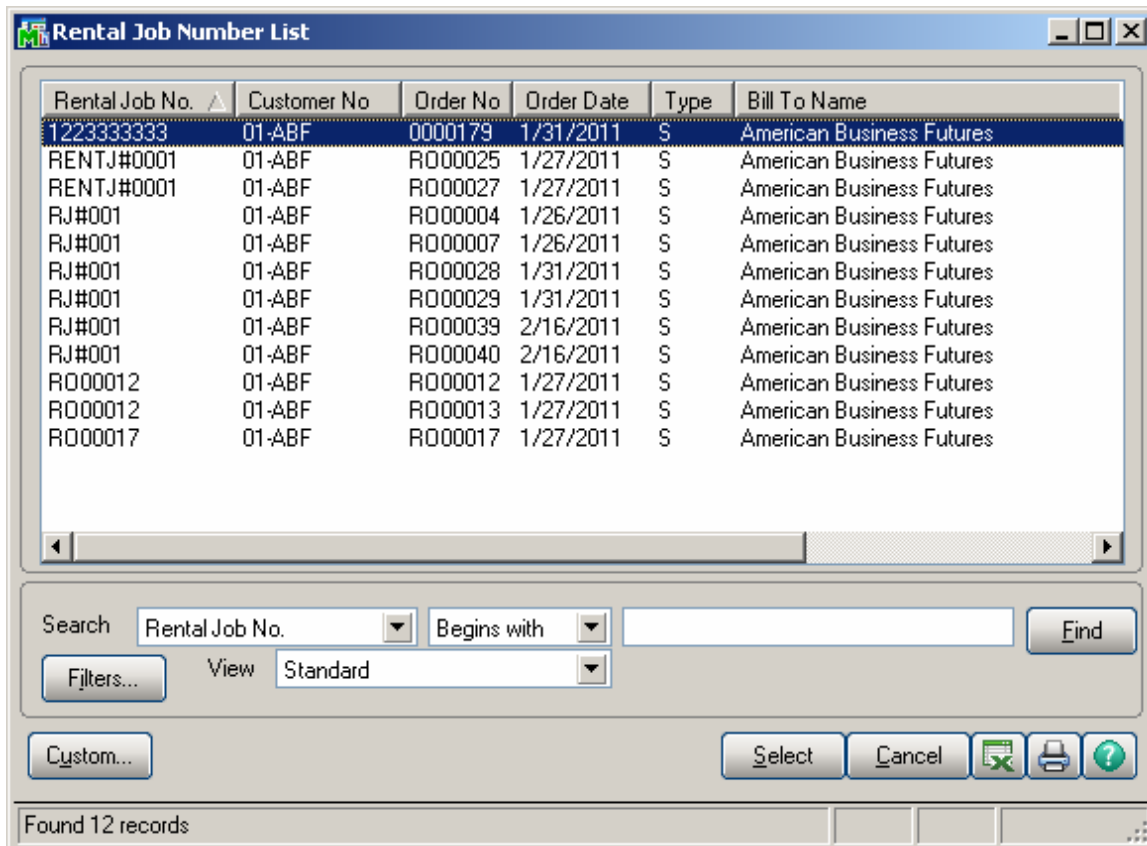 Rental Job Number List
Rental Job No. Customer No Order No Order Date Type Bill To Name
1223333333 01-ABF 0000179 1/31/2011 S American Business Futures
RENTJ#0001 01-ABF RO00025 1/27/2011 S American Business Futures
RENTJ#0001 01-ABF RO00027 1/27/2011 S American Business Futures
RJ#001 01-ABF RO00004 1/26/2011 S American Business Futures
RJ#001 01-ABF RO00007 1/26/2011 S American Business Futures
RJ#001 01-ABF RO00028 1/31/2011 S American Business Futures
RJ#001 01-ABF RO00029 1/31/2011 S American Business Futures
RJ#001 01-ABF RO00039 2/16/2011 S American Business Futures
RJ#001 01-ABF RO00040 2/16/2011 S American Business Futures
RO00012 01-ABF RO00012 1/27/2011 S American Business Futures
RO00012 01-ABF RO00013 1/27/2011 S American Business Futures
RO00017 01-ABF RO00017 1/27/2011 S American Business Futures
Search Rental Job No. Begins with Find
Filters... View Standard
Custom... Select Cancel
Found 12 records